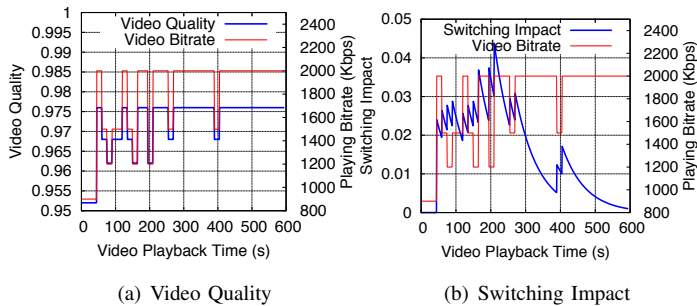 1
0.995
0.99
0.985
0.98
0.975
0.97
0.965
0.96
0.955
0.95
Video Quality
Video Quality
Video Bitrate
2400
2200
2000
1800
1600
1400
1200
1000
800
Playing Bitrate (Kbps)
0 100 200 300 400 500 600
Video Playback Time (s)
(a) Video Quality
0.05
0.04
0.03
0.02
0.01
0
Switching Impact
Switching Impact
Video Bitrate
2400
2200
2000
1800
1600
1400
1200
1000
800
Playing Bitrate (Kbps)
0 100 200 300 400 500 600
Video Playback Time (s)
(b) Switching Impact